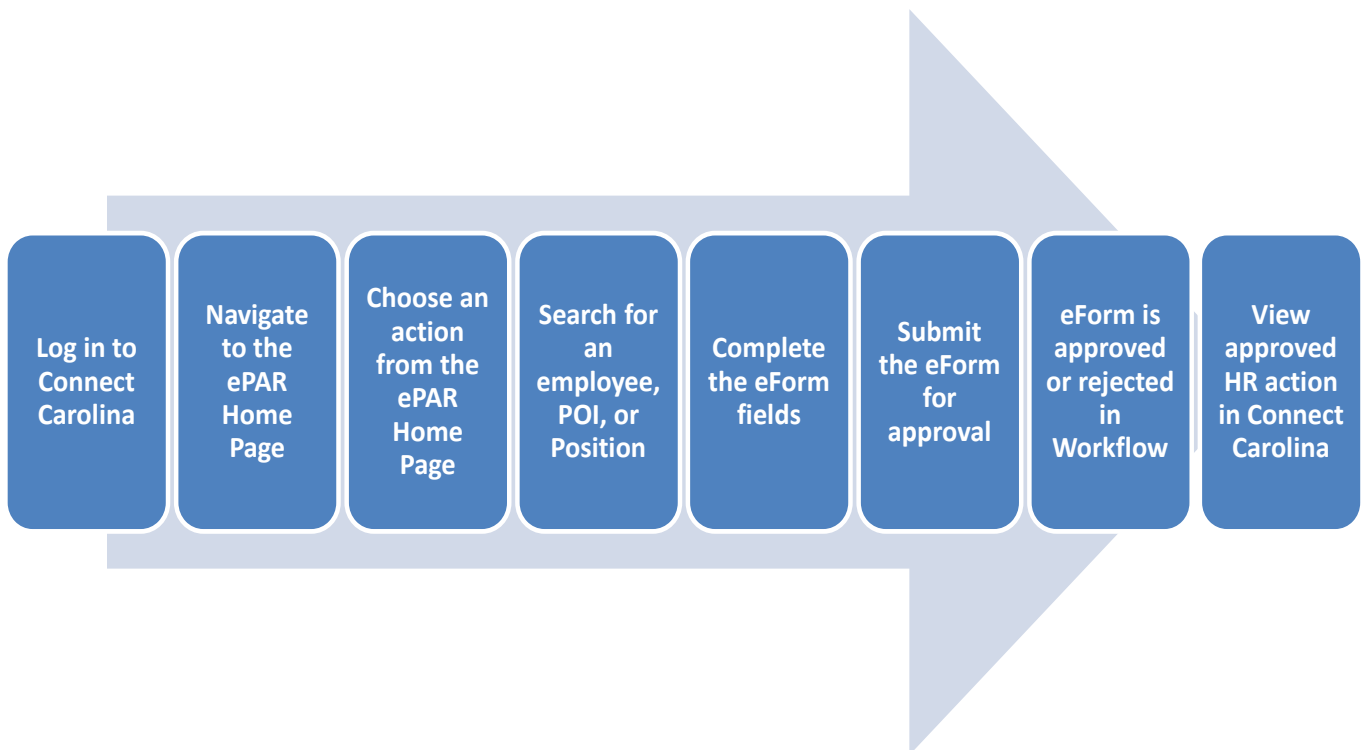 Log in to
Connect
Carolina
Navigate
to the
ePAR
Home
Page
Choose an
action
from the
ePAR
Home
Page
Search for
an
employee,
POI, or
Position
Complete
the eForm
fields
Submit
the eForm
for
approval
eForm is
approved
or rejected
in
Workflow
View
approved
HR action
in Connect
Carolina